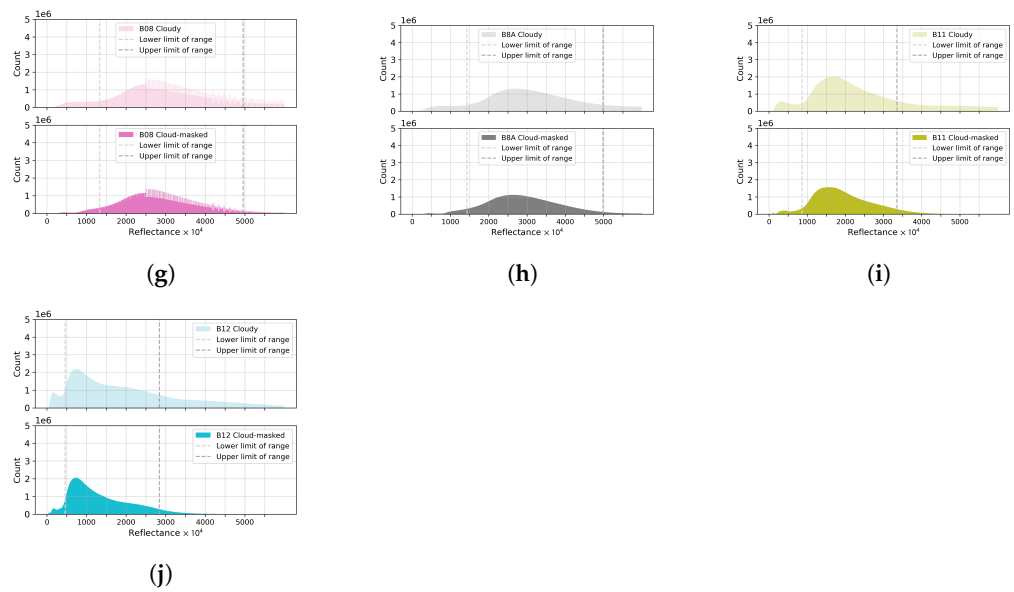 1e6
5
4
3
2
1
0
Count
B08 Cloudy
Lower limit of range
Upper limit of range
1e6
5
4
3
2
1
0
Count
B08 Cloud-masked
Lower limit of range
Upper limit of range
0 1000 2000 3000 4000 5000
Reflectance × 10⁴
(g)
1e6
5
4
3
2
1
0
Count
B8A Cloudy
Lower limit of range
Upper limit of range
1e6
5
4
3
2
1
0
Count
B8A Cloud-masked
Lower limit of range
Upper limit of range
0 1000 2000 3000 4000 5000
Reflectance × 10⁴
(h)
1e6
5
4
3
2
1
0
Count
B11 Cloudy
Lower limit of range
Upper limit of range
1e6
5
4
3
2
1
0
Count
B11 Cloud-masked
Lower limit of range
Upper limit of range
0 1000 2000 3000 4000 5000
Reflectance × 10⁴
(i)
1e6
5
4
3
2
1
0
Count
B12 Cloudy
Lower limit of range
Upper limit of range
1e6
5
4
3
2
1
0
Count
B12 Cloud-masked
Lower limit of range
Upper limit of range
0 1000 2000 3000 4000 5000
Reflectance × 10⁴
(j)